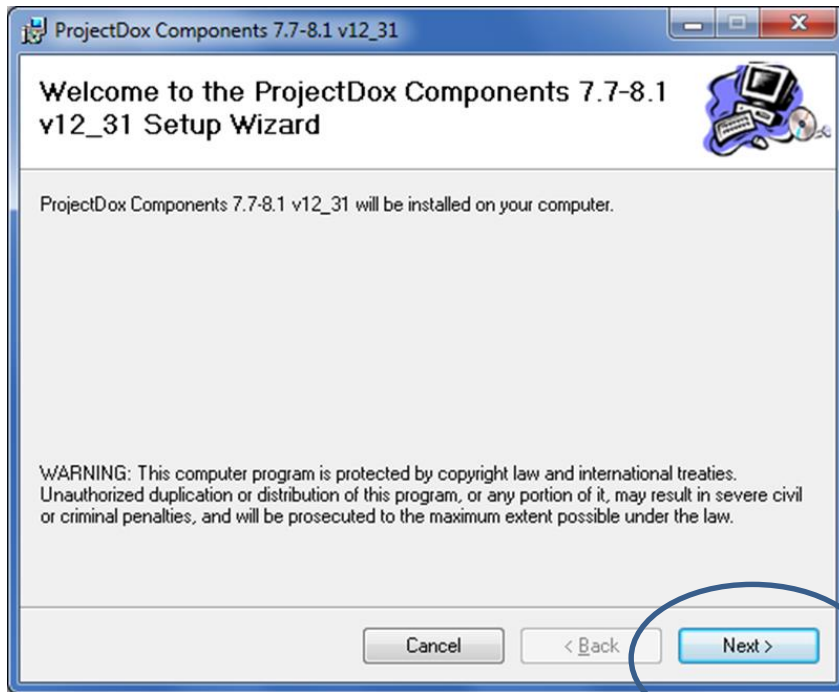 ProjectDox Components 7.7-8.1 v12_31
Welcome to the ProjectDox Components 7.7-8.1
v12_31 Setup Wizard
ProjectDox Components 7.7-8.1 v12_31 will be installed on your computer.
WARNING: This computer program is protected by copyright law and international treaties.
Unauthorized duplication or distribution of this program, or any portion of it, may result in severe civil
or criminal penalties, and will be prosecuted to the maximum extent possible under the law.
Cancel < Back Next >